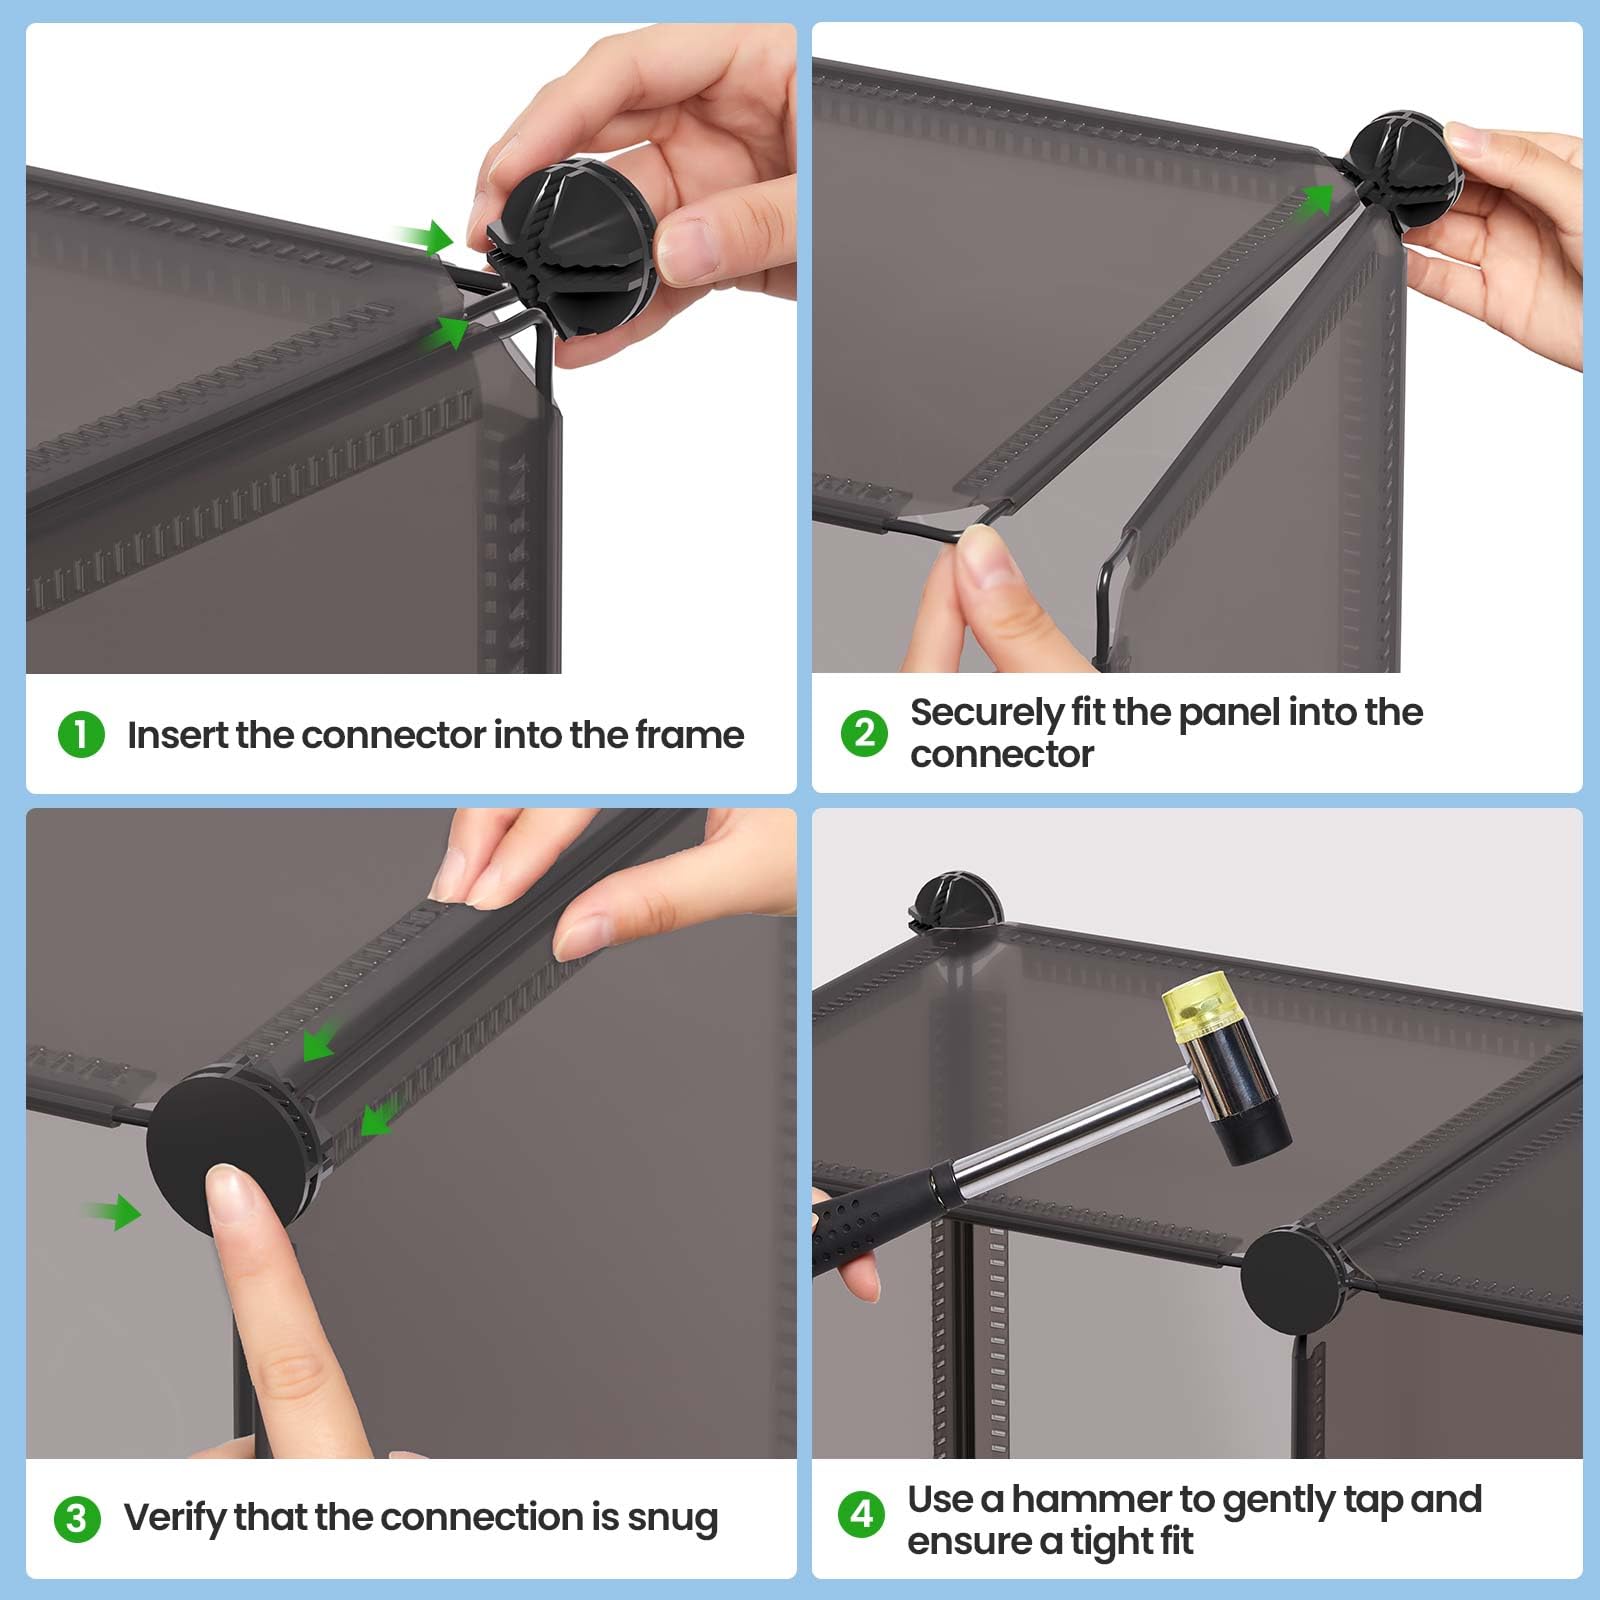 1 Insert the connector into the frame
2 Securely fit the panel into the
connector
3 Verify that the connection is snug
4 Use a hammer to gently tap and
ensure a tight fit